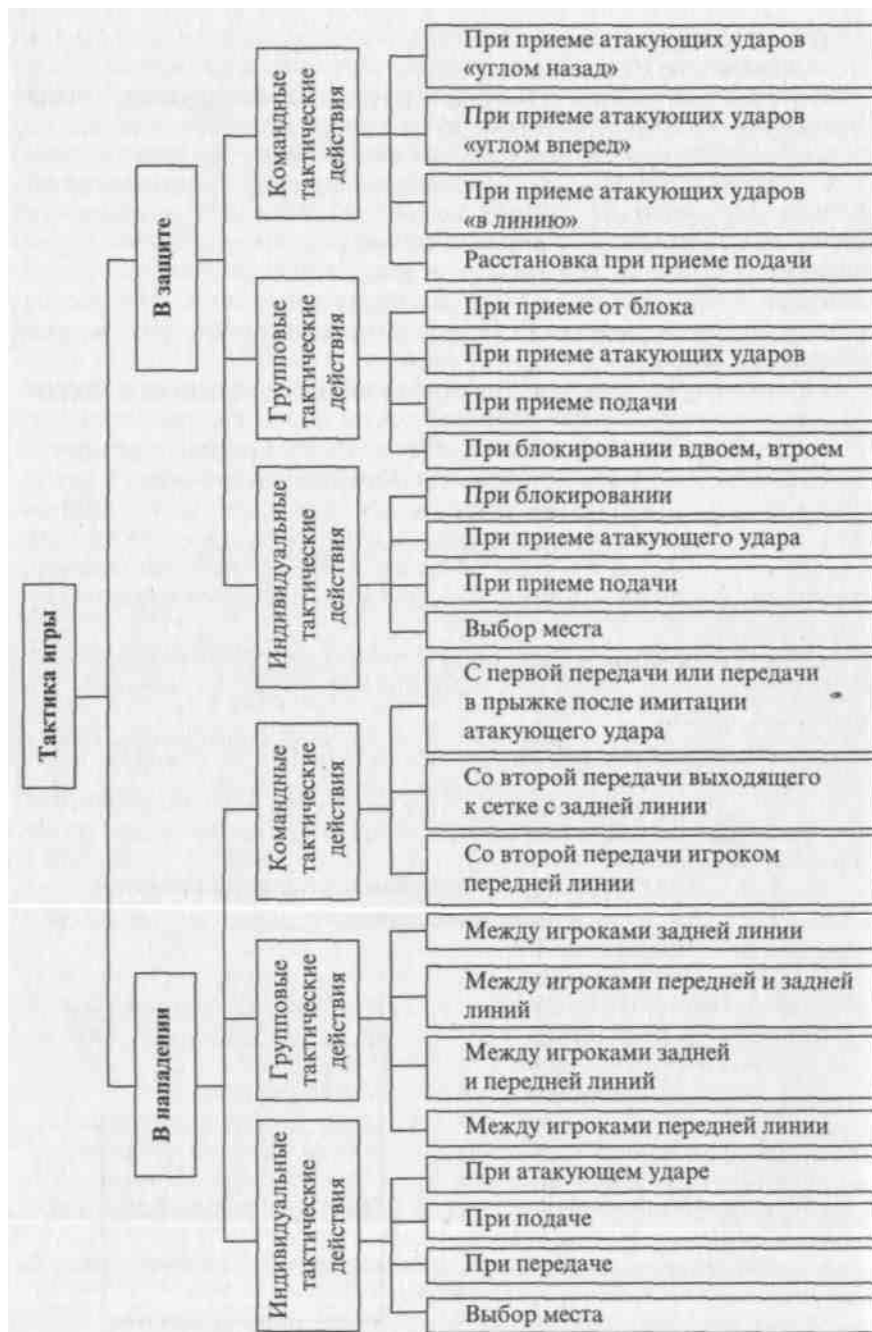 Тактика игры
В защите
Командные
тактические
действия
При приеме атакующих ударов
«углом назад»
При приеме атакующих ударов
«углом вперед»
При приеме атакующих ударов
«в линию»
Расстановка при приеме подачи
Групповые
тактические
действия
При приеме от блока
При приеме атакующих ударов
При приеме подачи
При блокировании вдвоем, втроем
Индивидуальные
тактические
действия
При блокировании
При приеме атакующего удара
При приеме подачи
Выбор места
В нападении
Командные
тактические
действия
С первой передачи или передачи
в прыжке после имитации
атакующего удара
Со второй передачи выходящего
к сетке с задней линии
Со второй передачи игроком
передней линии
Групповые
тактические
действия
Между игроками задней линии
Между игроками передней и задней
линий
Между игроками задней
и передней линий
Между игроками передней линии
Индивидуальные
тактические
действия
При атакующем ударе
При подаче
При передаче
Выбор места